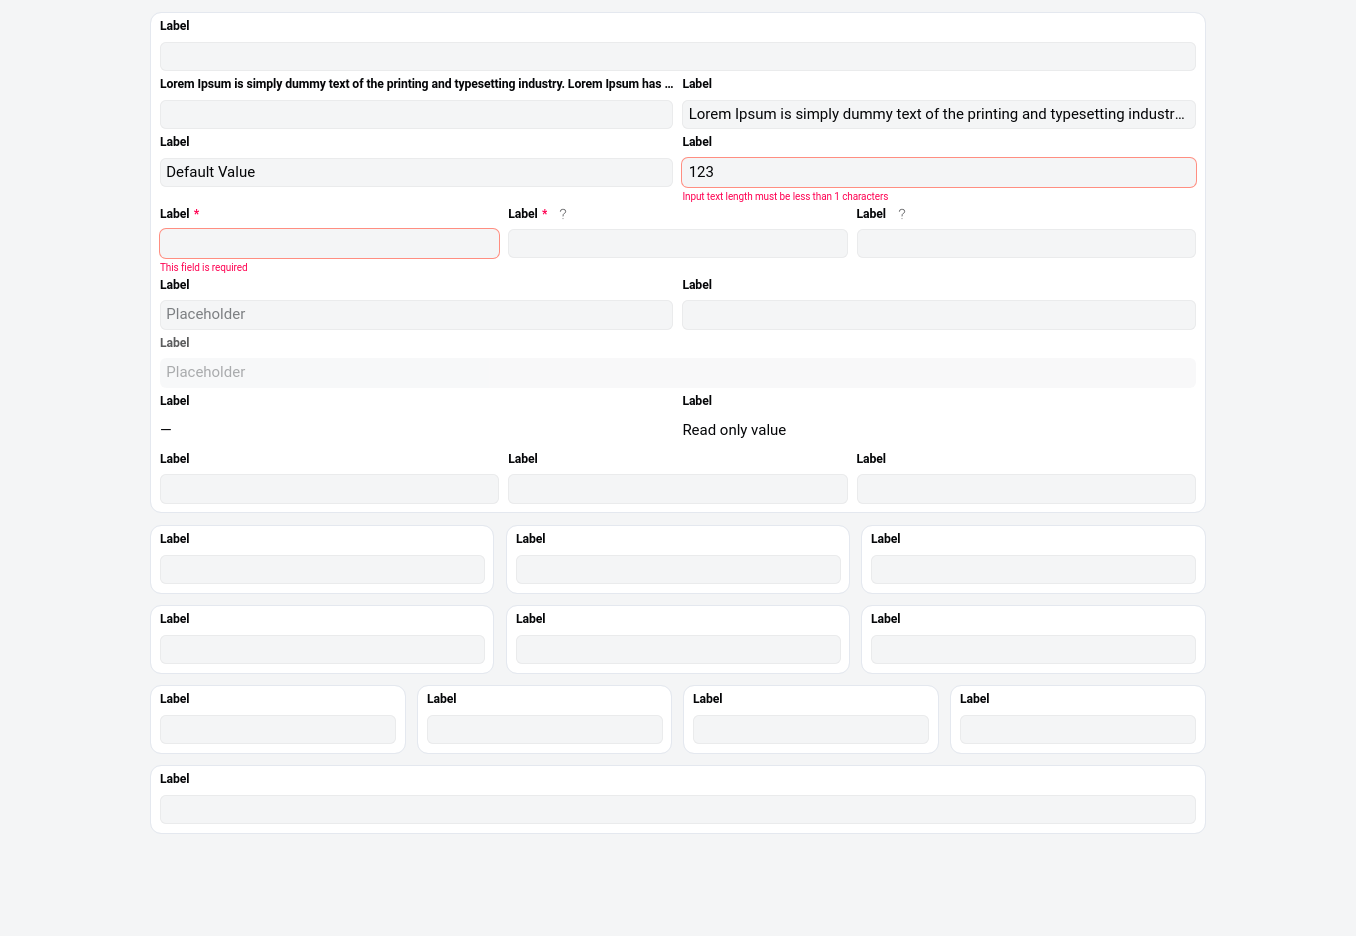 Label
Lorem Ipsum is simply dummy text of the printing and typesetting industry. Lorem Ipsum has ... Label
Lorem Ipsum is simply dummy text of the printing and typesetting industr...
Label Label
Default Value 123
Input text length must be less than 1 characters
Label * Label * ? Label ?
This field is required
Label Label
Placeholder
Label
Placeholder
Label Label
— Read only value
Label Label Label
Label Label Label
Label Label Label
Label Label Label Label
Label